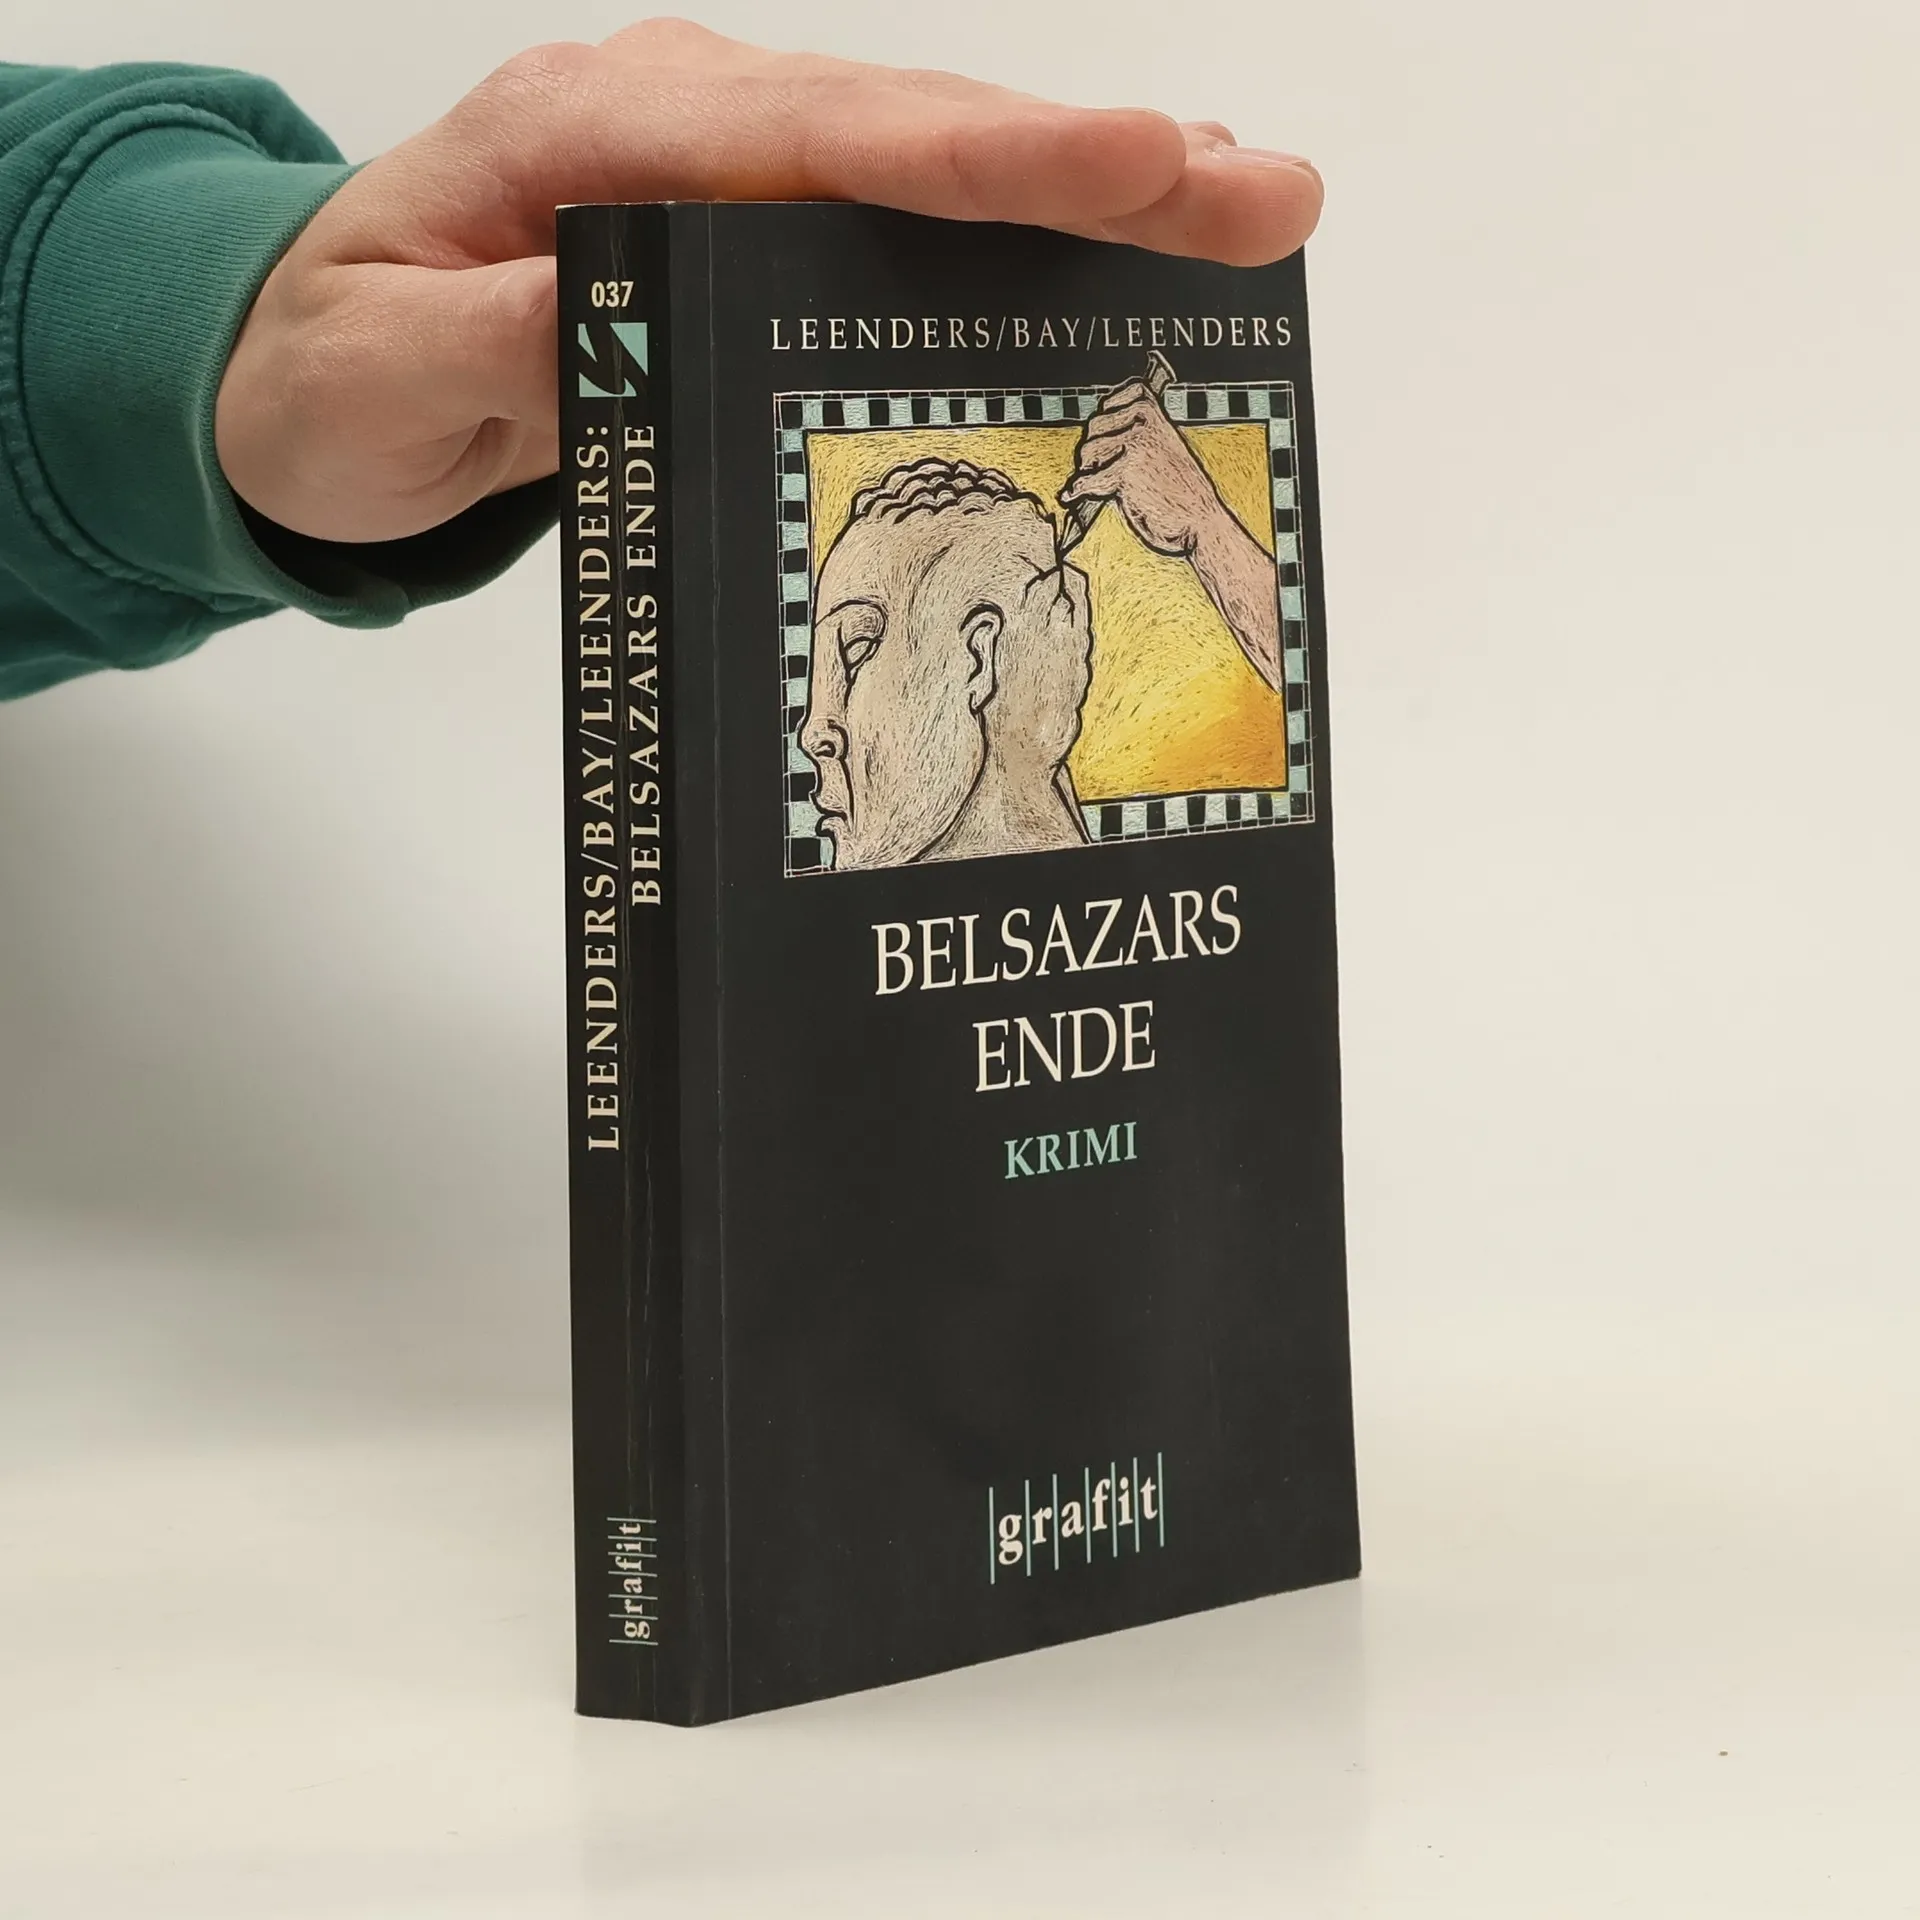 037
LEENDERS/BAY/LEENDERS:
BELSAZARS ENDE
grafit
LEENDERS/BAY/LEENDERS
BELSAZARS
ENDE
KRIMI
grafit